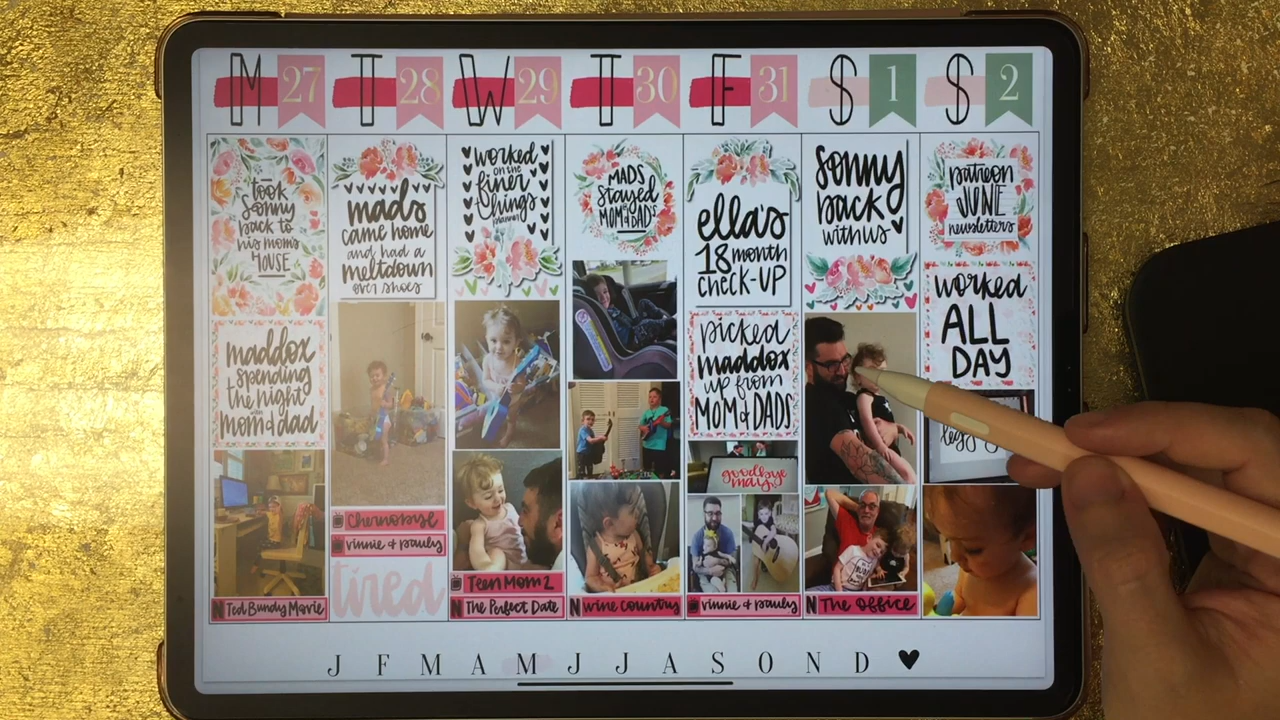 M 27 T 28 W 29 T 30 F 31 S 1 S 2
took
sonny
back to
his moms
HOUSE
maddox
spending
the night
with
mom & dad
N Ted Bundy Movie
mads
came home
and had a
meltdown
over shoes
Chernobyl
vinnie & pauly
tired
worked
on the
finer
things
planner
Teen Mom 2
N The Perfect Date
MADS
stayed
MOM & DAD'S
N wine country
ella's
18 month
check-up
picked
maddox
up from
MOM & DADS
goodbye
may
vinnie & pauly
sonny
back
with us
N The Office
patreon
JUNE
newsletters
worked
ALL
DAY
J F M A M J J A S O N D